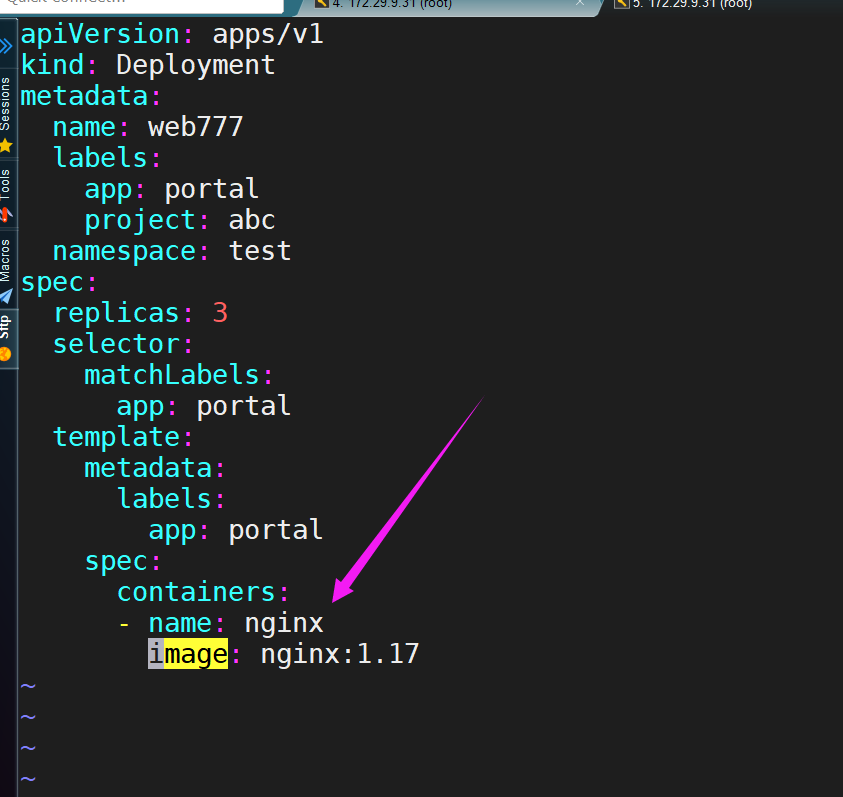 Quick connect...
4. 172.29.9.31 (root)
5. 172.29.9.31 (root)
Sessions
Tools
Macros
Sftp
apiVersion: apps/v1
kind: Deployment
metadata:
  name: web777
  labels:
    app: portal
    project: abc
  namespace: test
spec:
  replicas: 3
  selector:
    matchLabels:
      app: portal
  template:
    metadata:
      labels:
        app: portal
    spec:
      containers:
      - name: nginx
        image: nginx:1.17
~
~
~
~